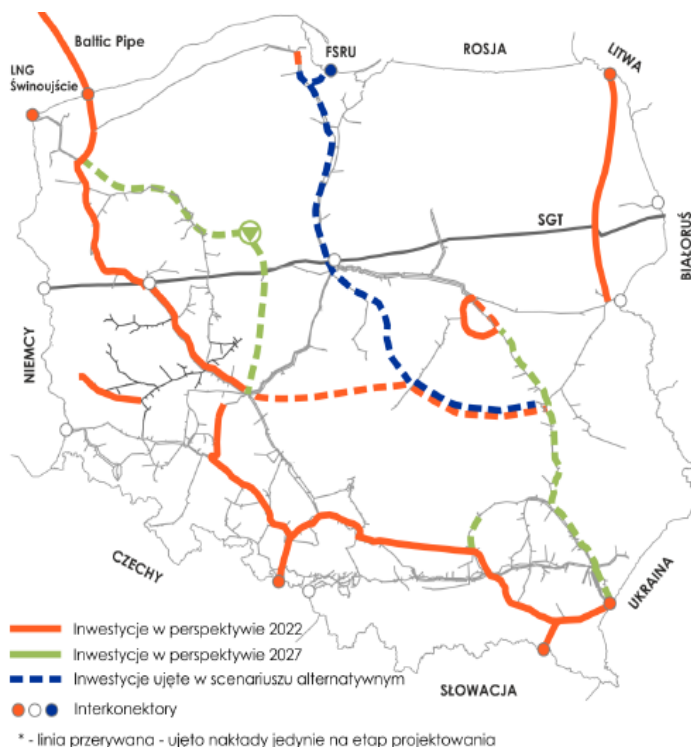 Baltic Pipe
FSRU
ROSJA
LITWA
LNG
Świnoujście
SGT
BIAŁORUŚ
NIEMCY
CZECHY
UKRAINA
SŁOWACJA
Inwestycje w perspektywie 2022
Inwestycje w perspektywie 2027
Inwestycje ujęte w scenariuszu alternatywnym
Interkonektory
* - linia przerywana - ujęto nakłady jedynie na etap projektowania